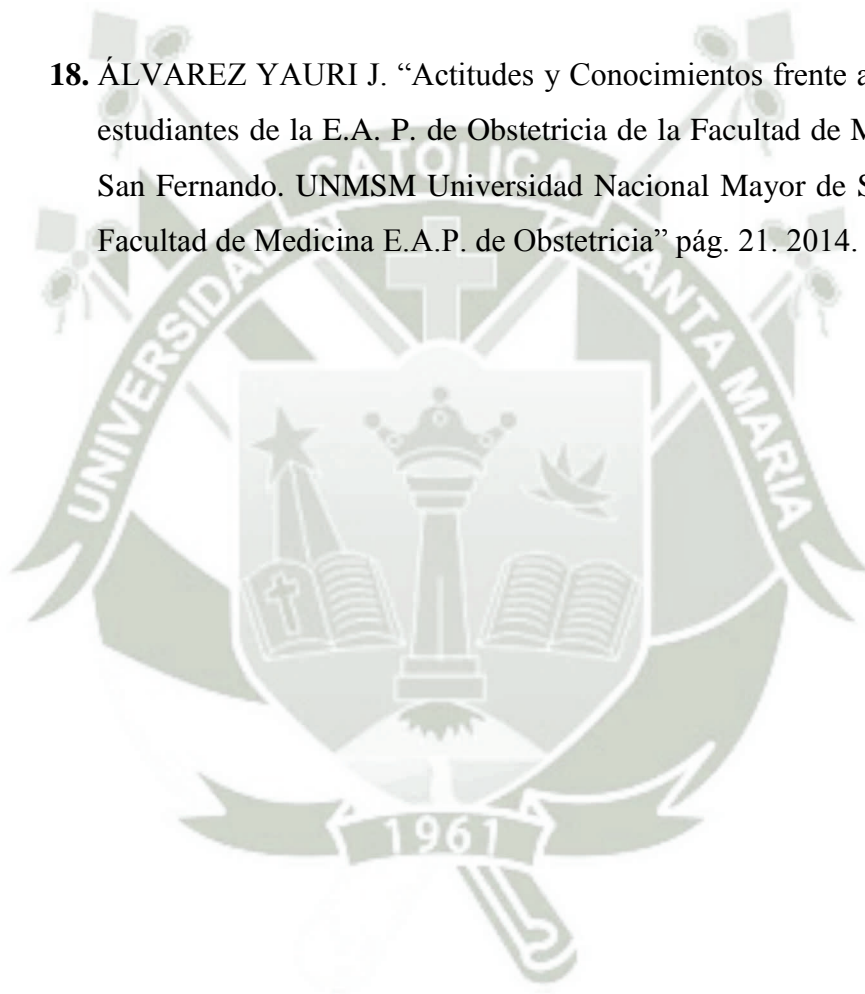 18. ÁLVAREZ YAURI J. “Actitudes y Conocimientos frente a
estudiantes de la E.A. P. de Obstetricia de la Facultad de
San Fernando. UNMSM Universidad Nacional Mayor de
Facultad de Medicina E.A.P. de Obstetricia” pág. 21. 2014.
UNIVERSIDAD CATOLICA SANTA MARIA
1961